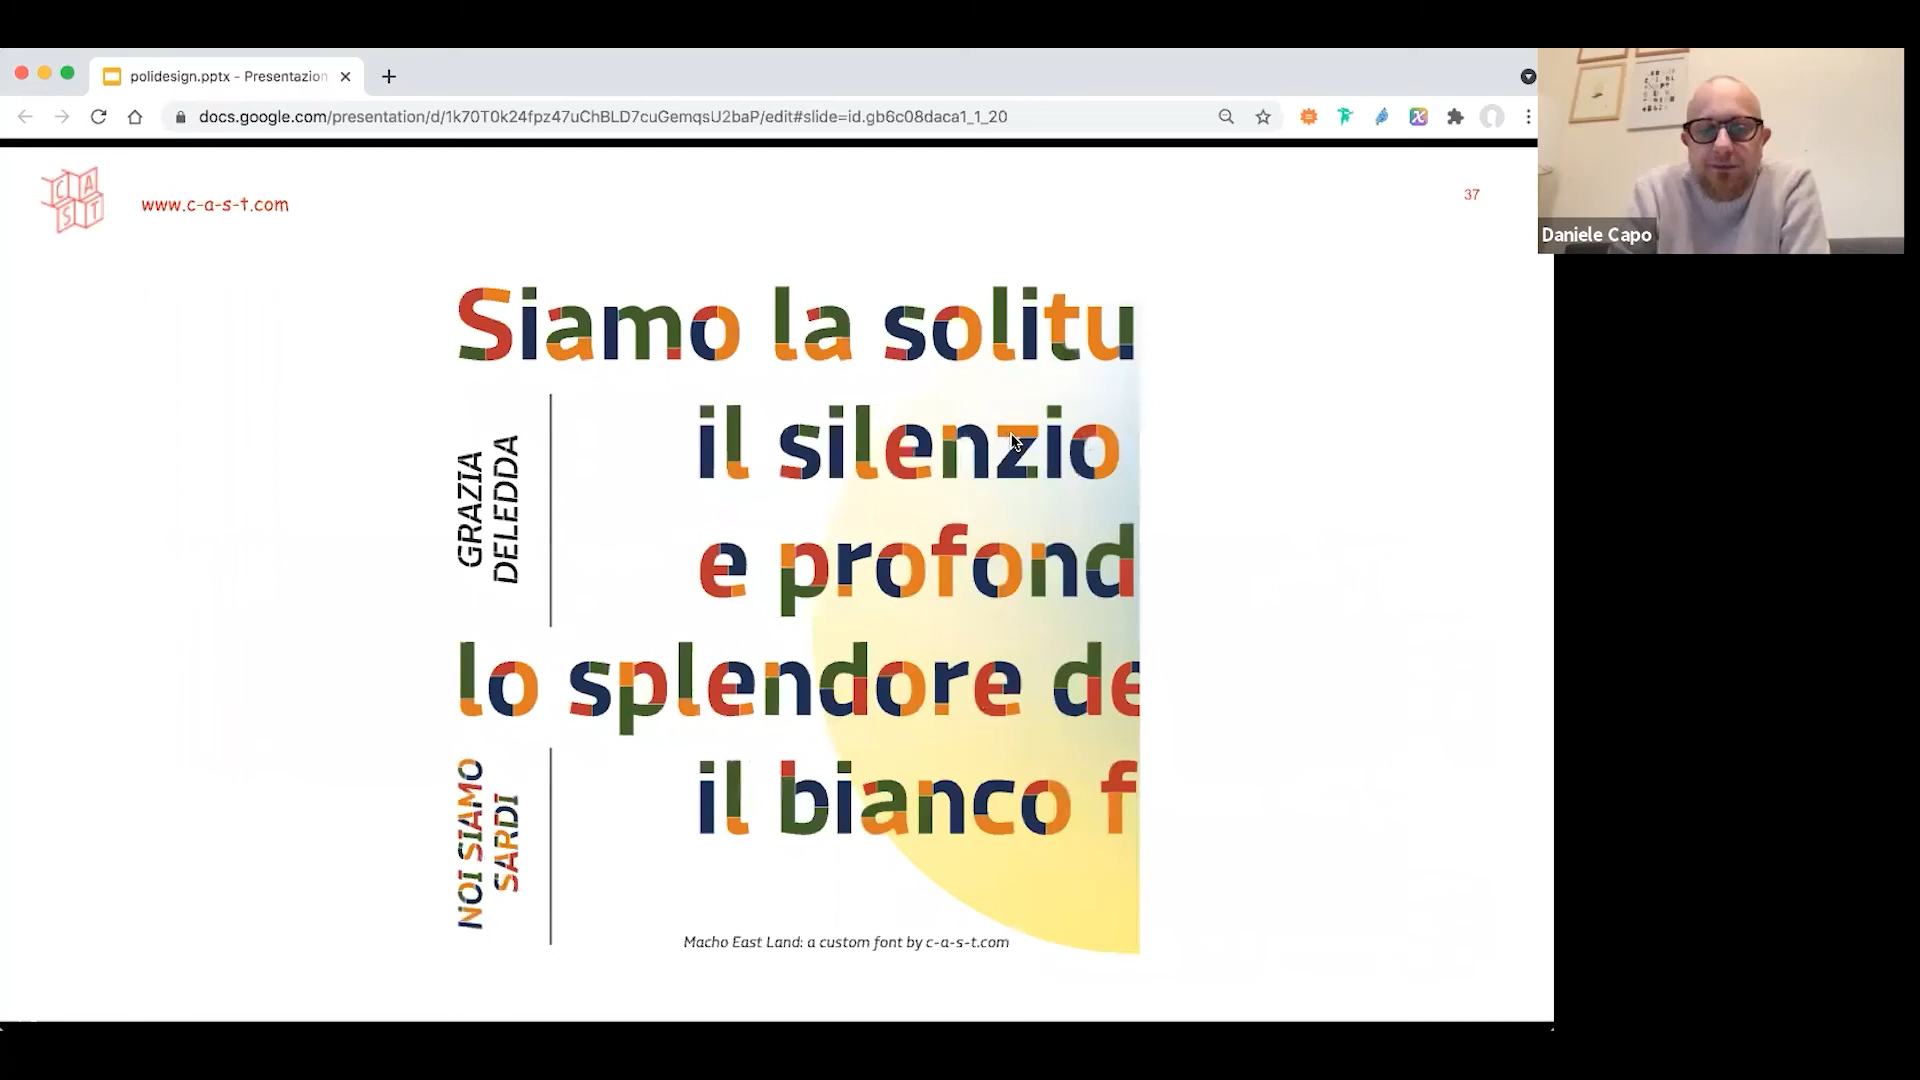 polidesign.pptx - Presentazion
docs.google.com/presentation/d/1k70T0k24fpz47uChBLD7cuGemqsU2baP/edit#slide=id.gb6c08daca1_1_20
CA
ST
www.c-a-s-t.com
37
Daniele Capo
Siamo la solitu
il silenzio
e profond
lo splendore de
il bianco f
GRAZIA
DELEDDA
NOI SIAMO
SARDI
Macho East Land: a custom font by c-a-s-t.com